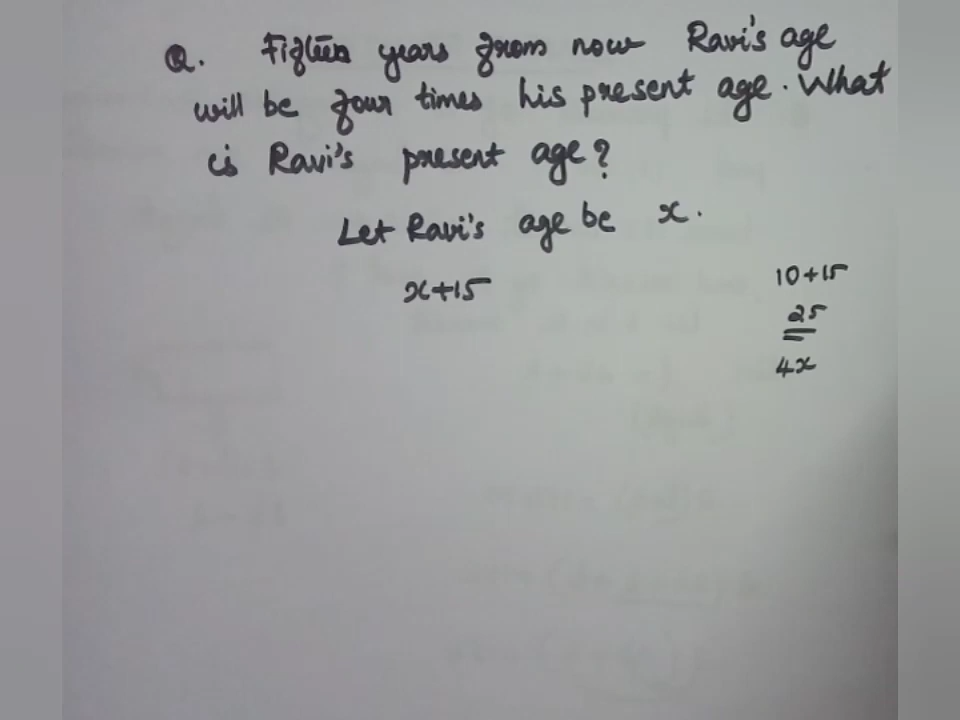 Q. Fifteen years from now Ravi's age
will be four times his present age. What
is Ravi's present age?
Let Ravi's age be x.
x+15
10+15
25
4x